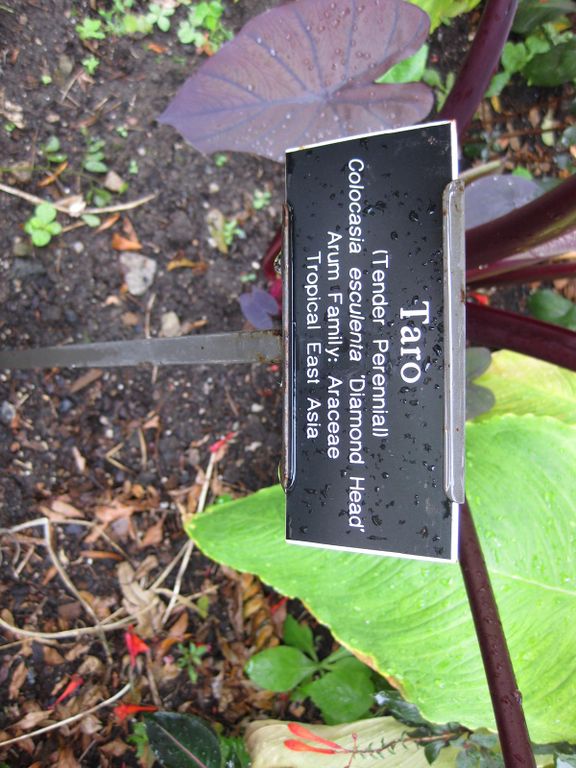 Taro
(Tender Perennial)
Colocasia esculenta 'Diamond Head'
Arum Family: Araceae
Tropical East Asia